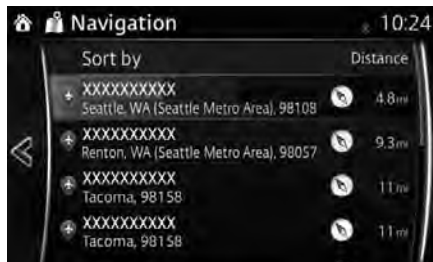 Navigation 10:24
Sort by Distance
XXXXXXXXXX
Seattle, WA (Seattle Metro Area), 98108 4.8mi
XXXXXXXXXX
Renton, WA (Seattle Metro Area), 98057 9.3mi
XXXXXXXXXX
Tacoma, 98158 11mi
XXXXXXXXXX
Tacoma, 98158 11mi